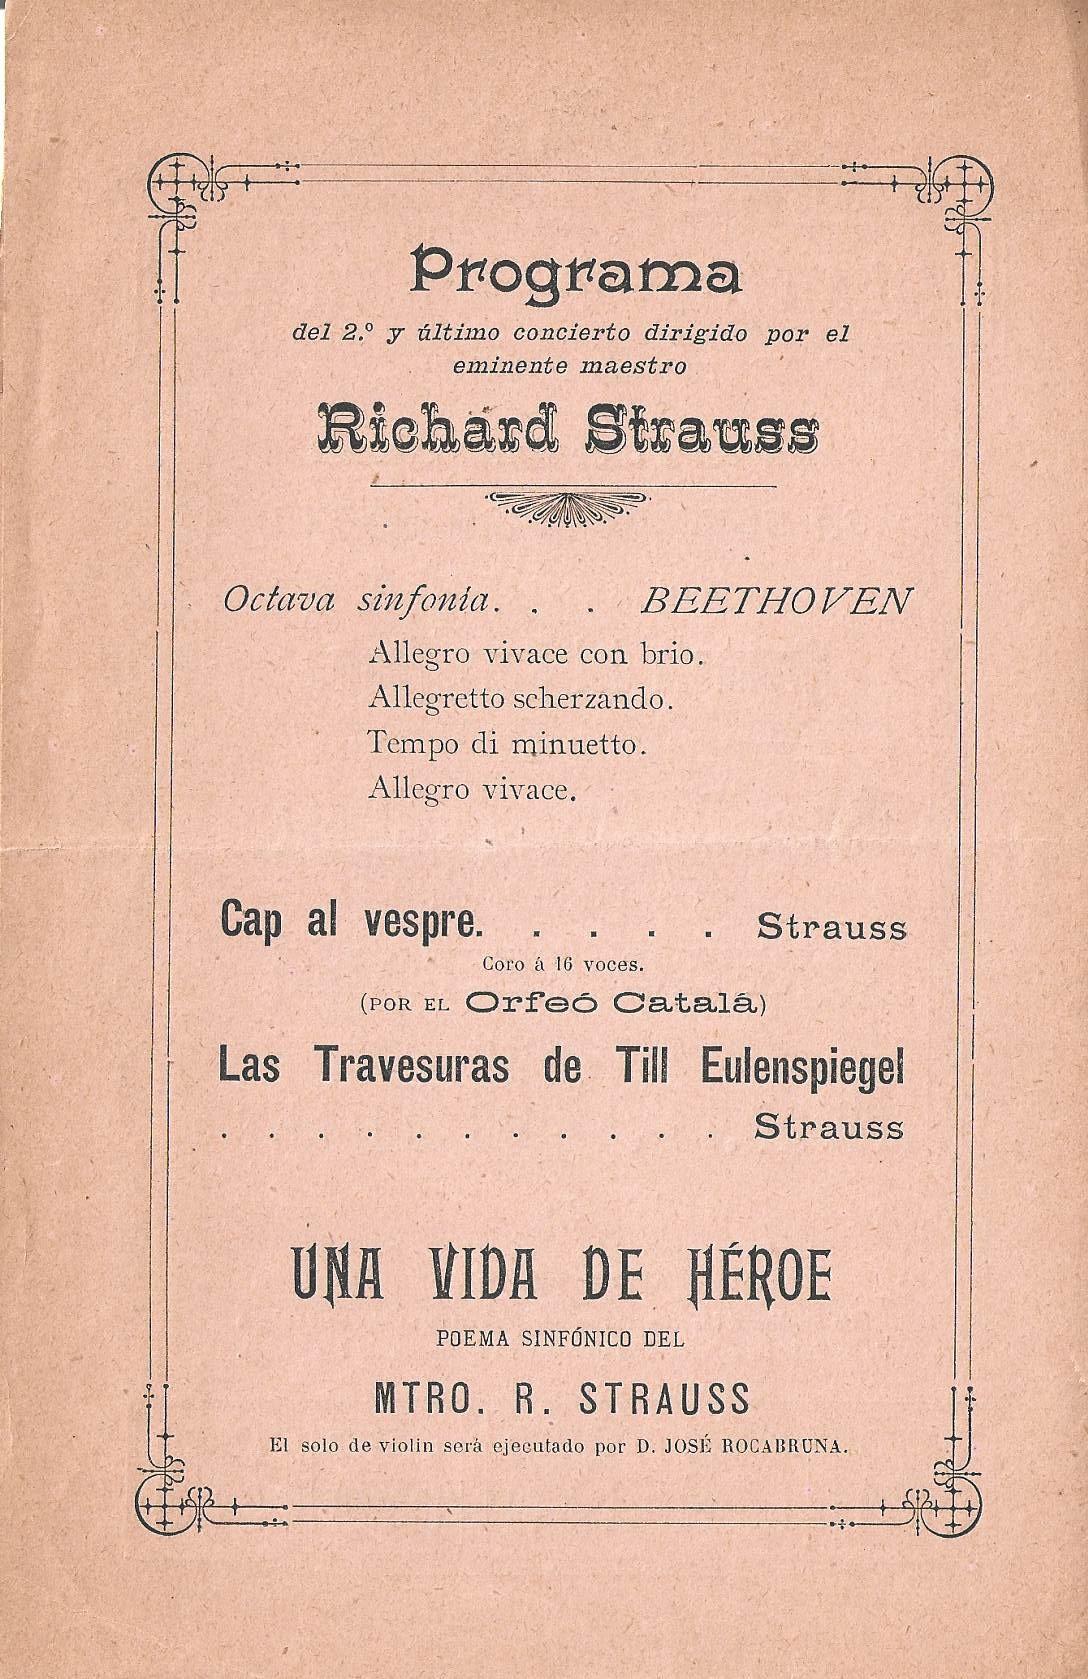 Programa
del 2.º y último concierto dirigido por el
eminente maestro
Richard Strauss
Octava sinfonía. . . BEETHOVEN
Allegro vivace con brio.
Allegretto scherzando.
Tempo di minuetto.
Allegro vivace.
Cap al vespre. . . . . Strauss
Coro á 16 voces.
(POR EL Orfeó Catalá)
Las Travesuras de Till Eulenspiegel
. . . . . . . . . . . Strauss
UNA VIDA DE HÉROE
POEMA SINFÓNICO DEL
MTRO. R. STRAUSS
El solo de violin será ejecutado por D. JOSÉ ROCABRUNA.